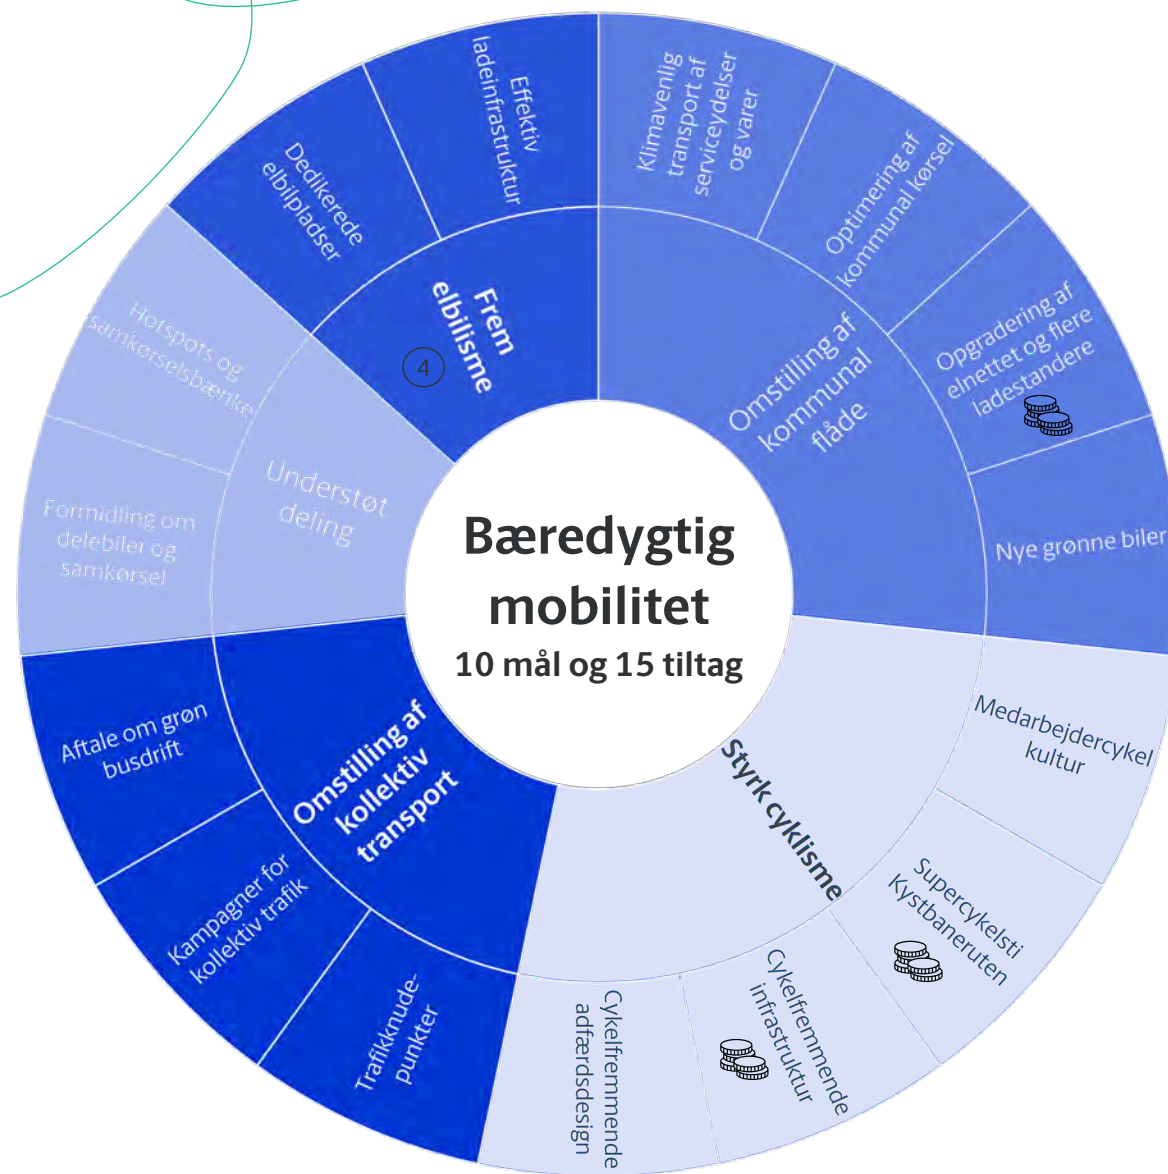 Bæredygtig
mobilitet
10 mål og 15 tiltag
Omstilling af
kommunal
flåde
Klimavenlig
transport af
serviceydelser
og varer
Optimering af
kommunal kørsel
Opgradering af
elnettet og flere
ladestandere
Nye grønne biler
Styrk cyklisme
Medarbejdercykel
kultur
Supercykelsti
Kystbaneruten
Cykelfremmende
infrastruktur
Cykelfremmende
adfærdsdesign
Omstilling af
kollektiv
transport
Trafikknude-
punkter
Kampagner for
kollektiv trafik
Aftale om grøn
busdrift
Understøt
deling
Formidling om
delebiler og
samkørsel
Hotspots og
samkørselsbænke
Frem
elbilisme
4
Dedikerede
elbilpladser
Effektiv
ladeinfrastruktur